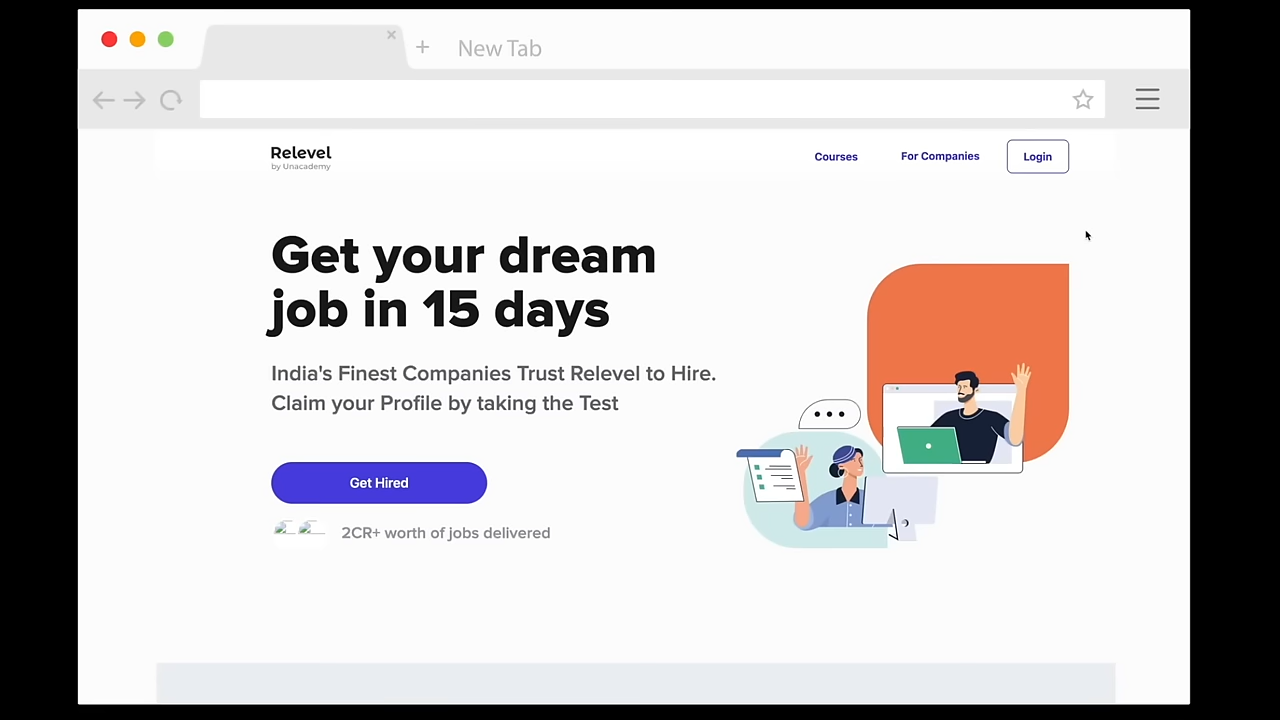 New Tab
Relevel
by Unacademy
Courses
For Companies
Login
Get your dream
job in 15 days
India's Finest Companies Trust Relevel to Hire.
Claim your Profile by taking the Test
Get Hired
2CR+ worth of jobs delivered